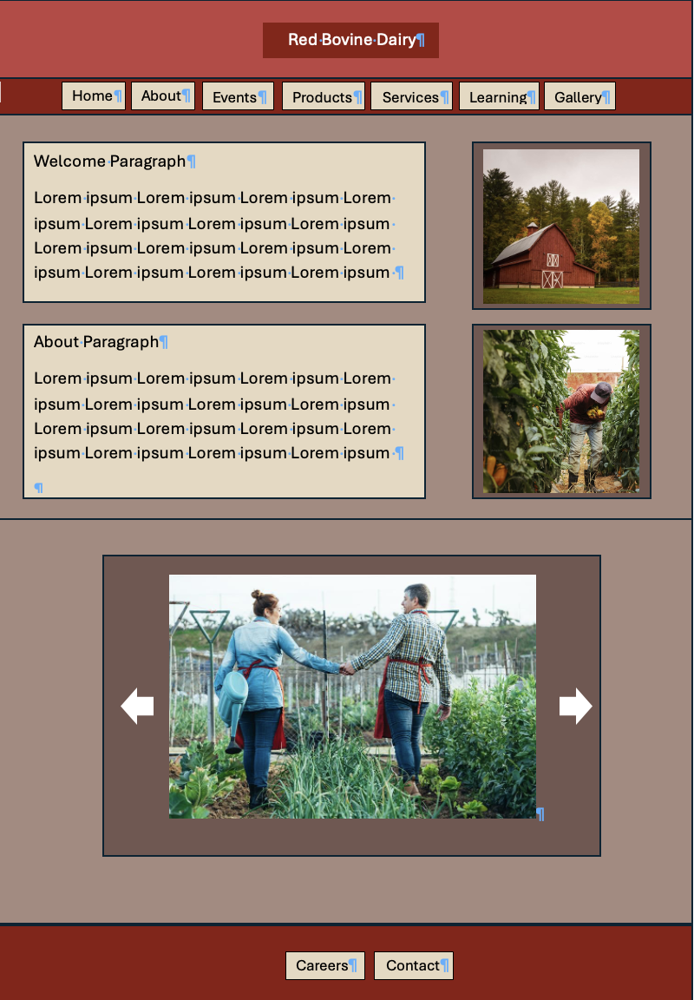 Red Bovine Dairy¶
Home¶ About¶ Events¶ Products¶ Services¶ Learning¶ Gallery¶
Welcome Paragraph¶
Lorem ipsum Lorem ipsum Lorem ipsum Lorem
ipsum Lorem ipsum Lorem ipsum Lorem ipsum
Lorem ipsum Lorem ipsum Lorem ipsum Lorem
ipsum Lorem ipsum Lorem ipsum Lorem ipsum ¶
About Paragraph¶
Lorem ipsum Lorem ipsum Lorem ipsum Lorem
ipsum Lorem ipsum Lorem ipsum Lorem ipsum
Lorem ipsum Lorem ipsum Lorem ipsum Lorem
ipsum Lorem ipsum Lorem ipsum Lorem ipsum ¶
¶
¶
Careers¶ Contact¶